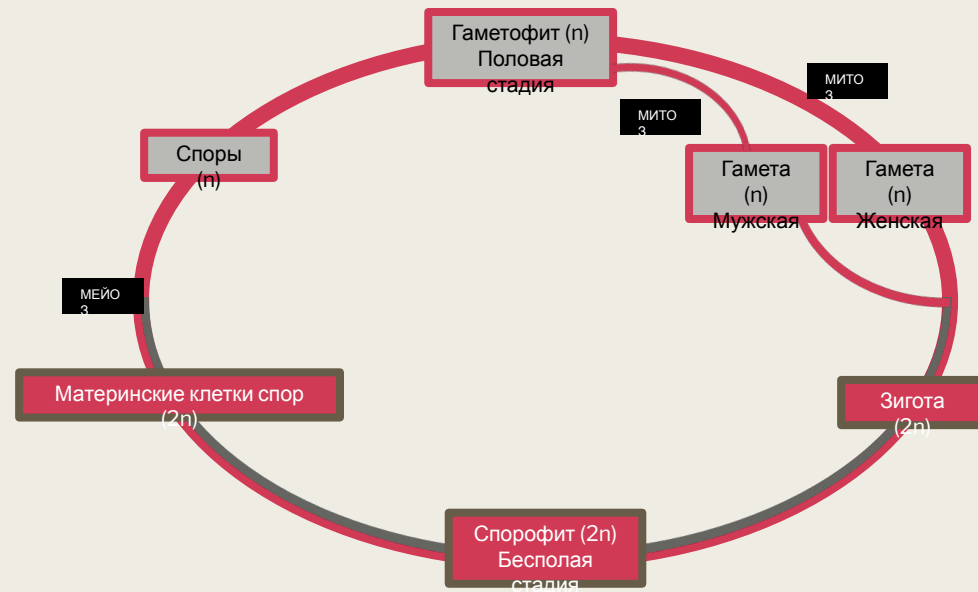 Гаметофит (n)
Половая
стадия
МИТО
З
МИТО
З
Споры
(n)
Гамета
(n)
Мужская
Гамета
(n)
Женская
МЕЙО
З
Материнские клетки спор
(2n)
Зигота
(2n)
Спорофит (2n)
Бесполая
стадия